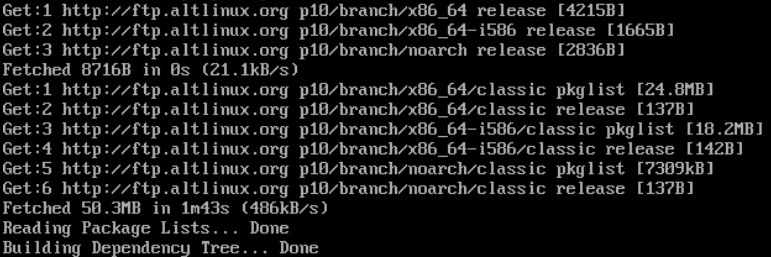 Get:1 http://ftp.altlinux.org p10/branch/x86_64 release [4215B]
Get:2 http://ftp.altlinux.org p10/branch/x86_64-i586 release [1665B]
Get:3 http://ftp.altlinux.org p10/branch/noarch release [2836B]
Fetched 8716B in 0s (21.1kB/s)
Get:1 http://ftp.altlinux.org p10/branch/x86_64/classic pkglist [24.8MB]
Get:2 http://ftp.altlinux.org p10/branch/x86_64/classic release [137B]
Get:3 http://ftp.altlinux.org p10/branch/x86_64-i586/classic pkglist [18.2MB]
Get:4 http://ftp.altlinux.org p10/branch/x86_64-i586/classic release [142B]
Get:5 http://ftp.altlinux.org p10/branch/noarch/classic pkglist [7309kB]
Get:6 http://ftp.altlinux.org p10/branch/noarch/classic release [137B]
Fetched 50.3MB in 1m43s (486kB/s)
Reading Package Lists... Done
Building Dependency Tree... Done